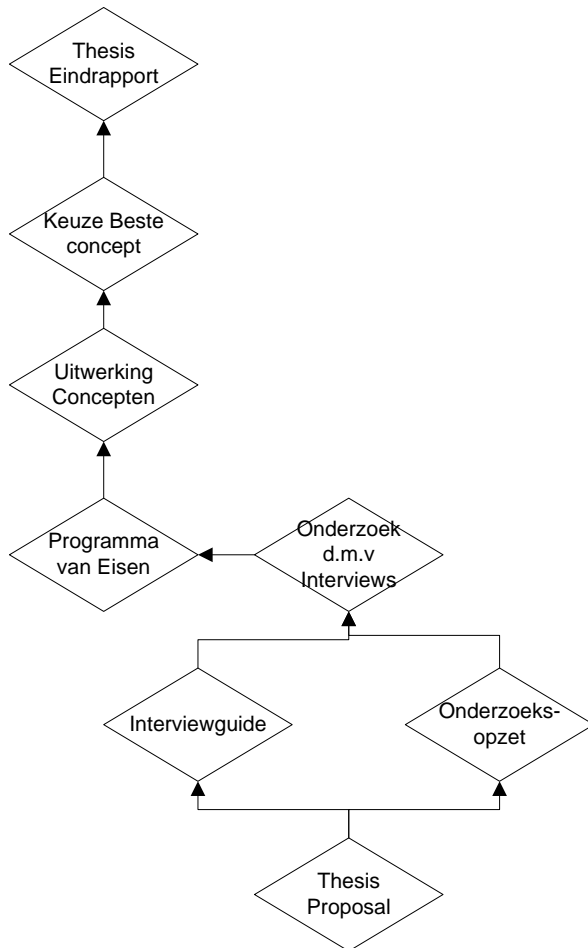 Thesis
Eindrapport
Keuze Beste
concept
Uitwerking
Concepten
Programma
van Eisen
Onderzoek
d.m.v
Interviews
Interviewguide
Onderzoeks-
opzet
Thesis
Proposal